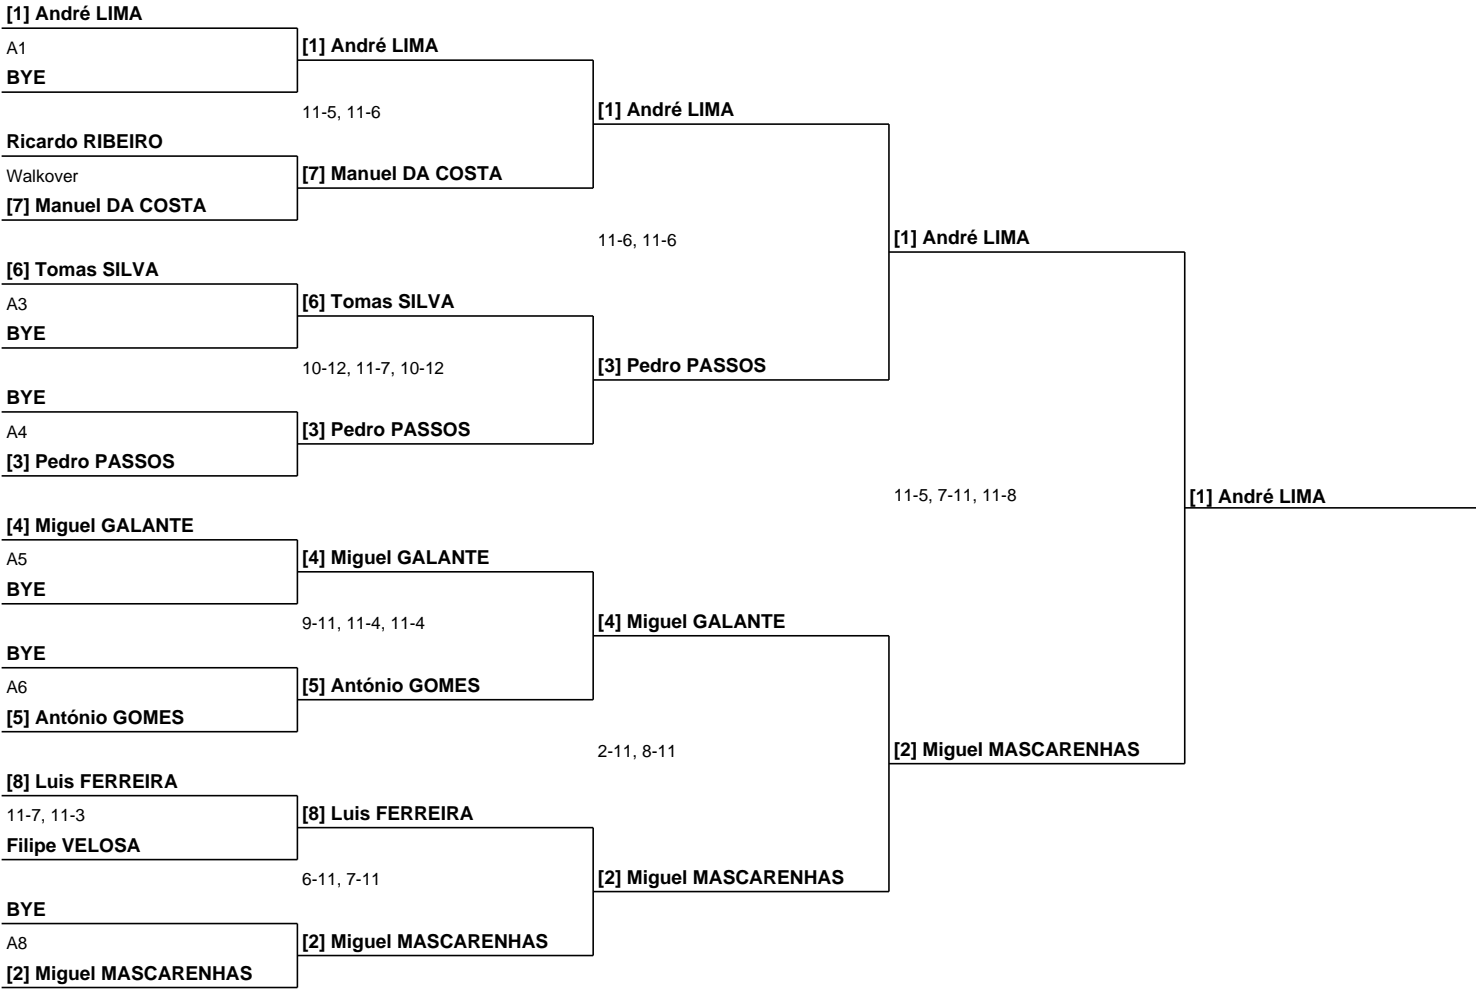 [1] André LIMA
A1
BYE
Ricardo RIBEIRO
Walkover
[7] Manuel DA COSTA
[6] Tomas SILVA
A3
BYE
BYE
A4
[3] Pedro PASSOS
[4] Miguel GALANTE
A5
BYE
BYE
A6
[5] António GOMES
[8] Luis FERREIRA
11-7, 11-3
Filipe VELOSA
BYE
A8
[2] Miguel MASCARENHAS
[1] André LIMA
11-5, 11-6
[7] Manuel DA COSTA
[6] Tomas SILVA
10-12, 11-7, 10-12
[3] Pedro PASSOS
[4] Miguel GALANTE
9-11, 11-4, 11-4
[5] António GOMES
[8] Luis FERREIRA
6-11, 7-11
[2] Miguel MASCARENHAS
[1] André LIMA
11-6, 11-6
[3] Pedro PASSOS
[4] Miguel GALANTE
2-11, 8-11
[2] Miguel MASCARENHAS
[1] André LIMA
11-5, 7-11, 11-8
[2] Miguel MASCARENHAS
[1] André LIMA